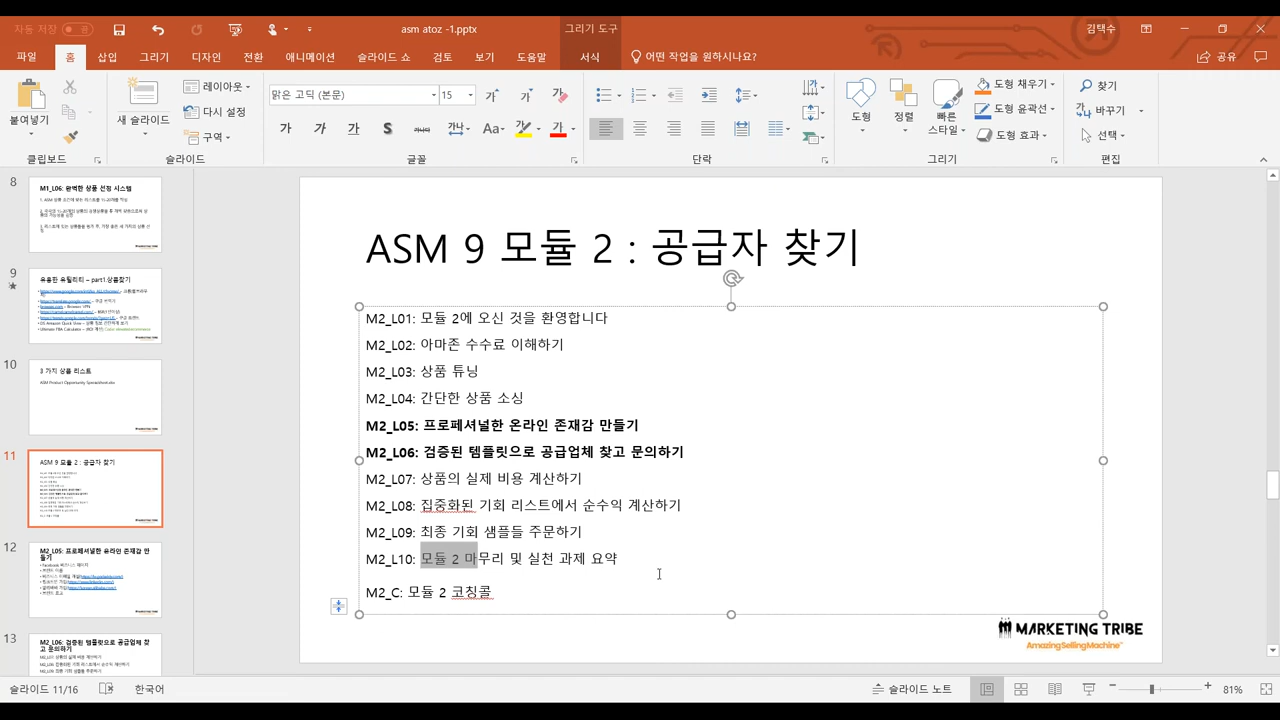 자동 저장
asm atoz -1.pptx
그리기 도구
김택수
파일 홈 삽입 그리기 디자인 전환 애니메이션 슬라이드 쇼 검토 보기 도움말 서식 어떤 작업을 원하시나요? 공유
붙여넣기
클립보드
새 슬라이드
레이아웃
다시 설정
구역
슬라이드
맑은 고딕 (본문) 15
가 가 가 S 가나다 가나 Aa 가
글꼴
단락
도형
정렬
빠른 스타일
도형 채우기
도형 윤곽선
도형 효과
그리기
찾기
바꾸기
선택
편집
8
M1_L06: 완벽한 상품 선정 시스템
9
유용한 유틸리티 – part1.상품찾기
10
3 가지 상품 리스트
ASM Product Opportunity Spreadsheets
11
ASM 9 모듈 2 : 공급자 찾기
12
M2_L05: 프로페셔널한 온라인 존재감 만들기
13
M2_L06: 검증된 템플릿으로 공급업체 찾고 문의하기
ASM 9 모듈 2 : 공급자 찾기
M2_L01: 모듈 2에 오신 것을 환영합니다
M2_L02: 아마존 수수료 이해하기
M2_L03: 상품 튜닝
M2_L04: 간단한 상품 소싱
M2_L05: 프로페셔널한 온라인 존재감 만들기
M2_L06: 검증된 템플릿으로 공급업체 찾고 문의하기
M2_L07: 상품의 실제 비용 계산하기
M2_L08: 집중화된 기회 리스트에서 순수익 계산하기
M2_L09: 최종 기회 샘플들 주문하기
M2_L10: 모듈 2 마무리 및 실천 과제 요약
M2_C: 모듈 2 코칭콜
MARKETING TRIBE
AmazingSellingMachine
슬라이드 11/16 한국어 슬라이드 노트 81%